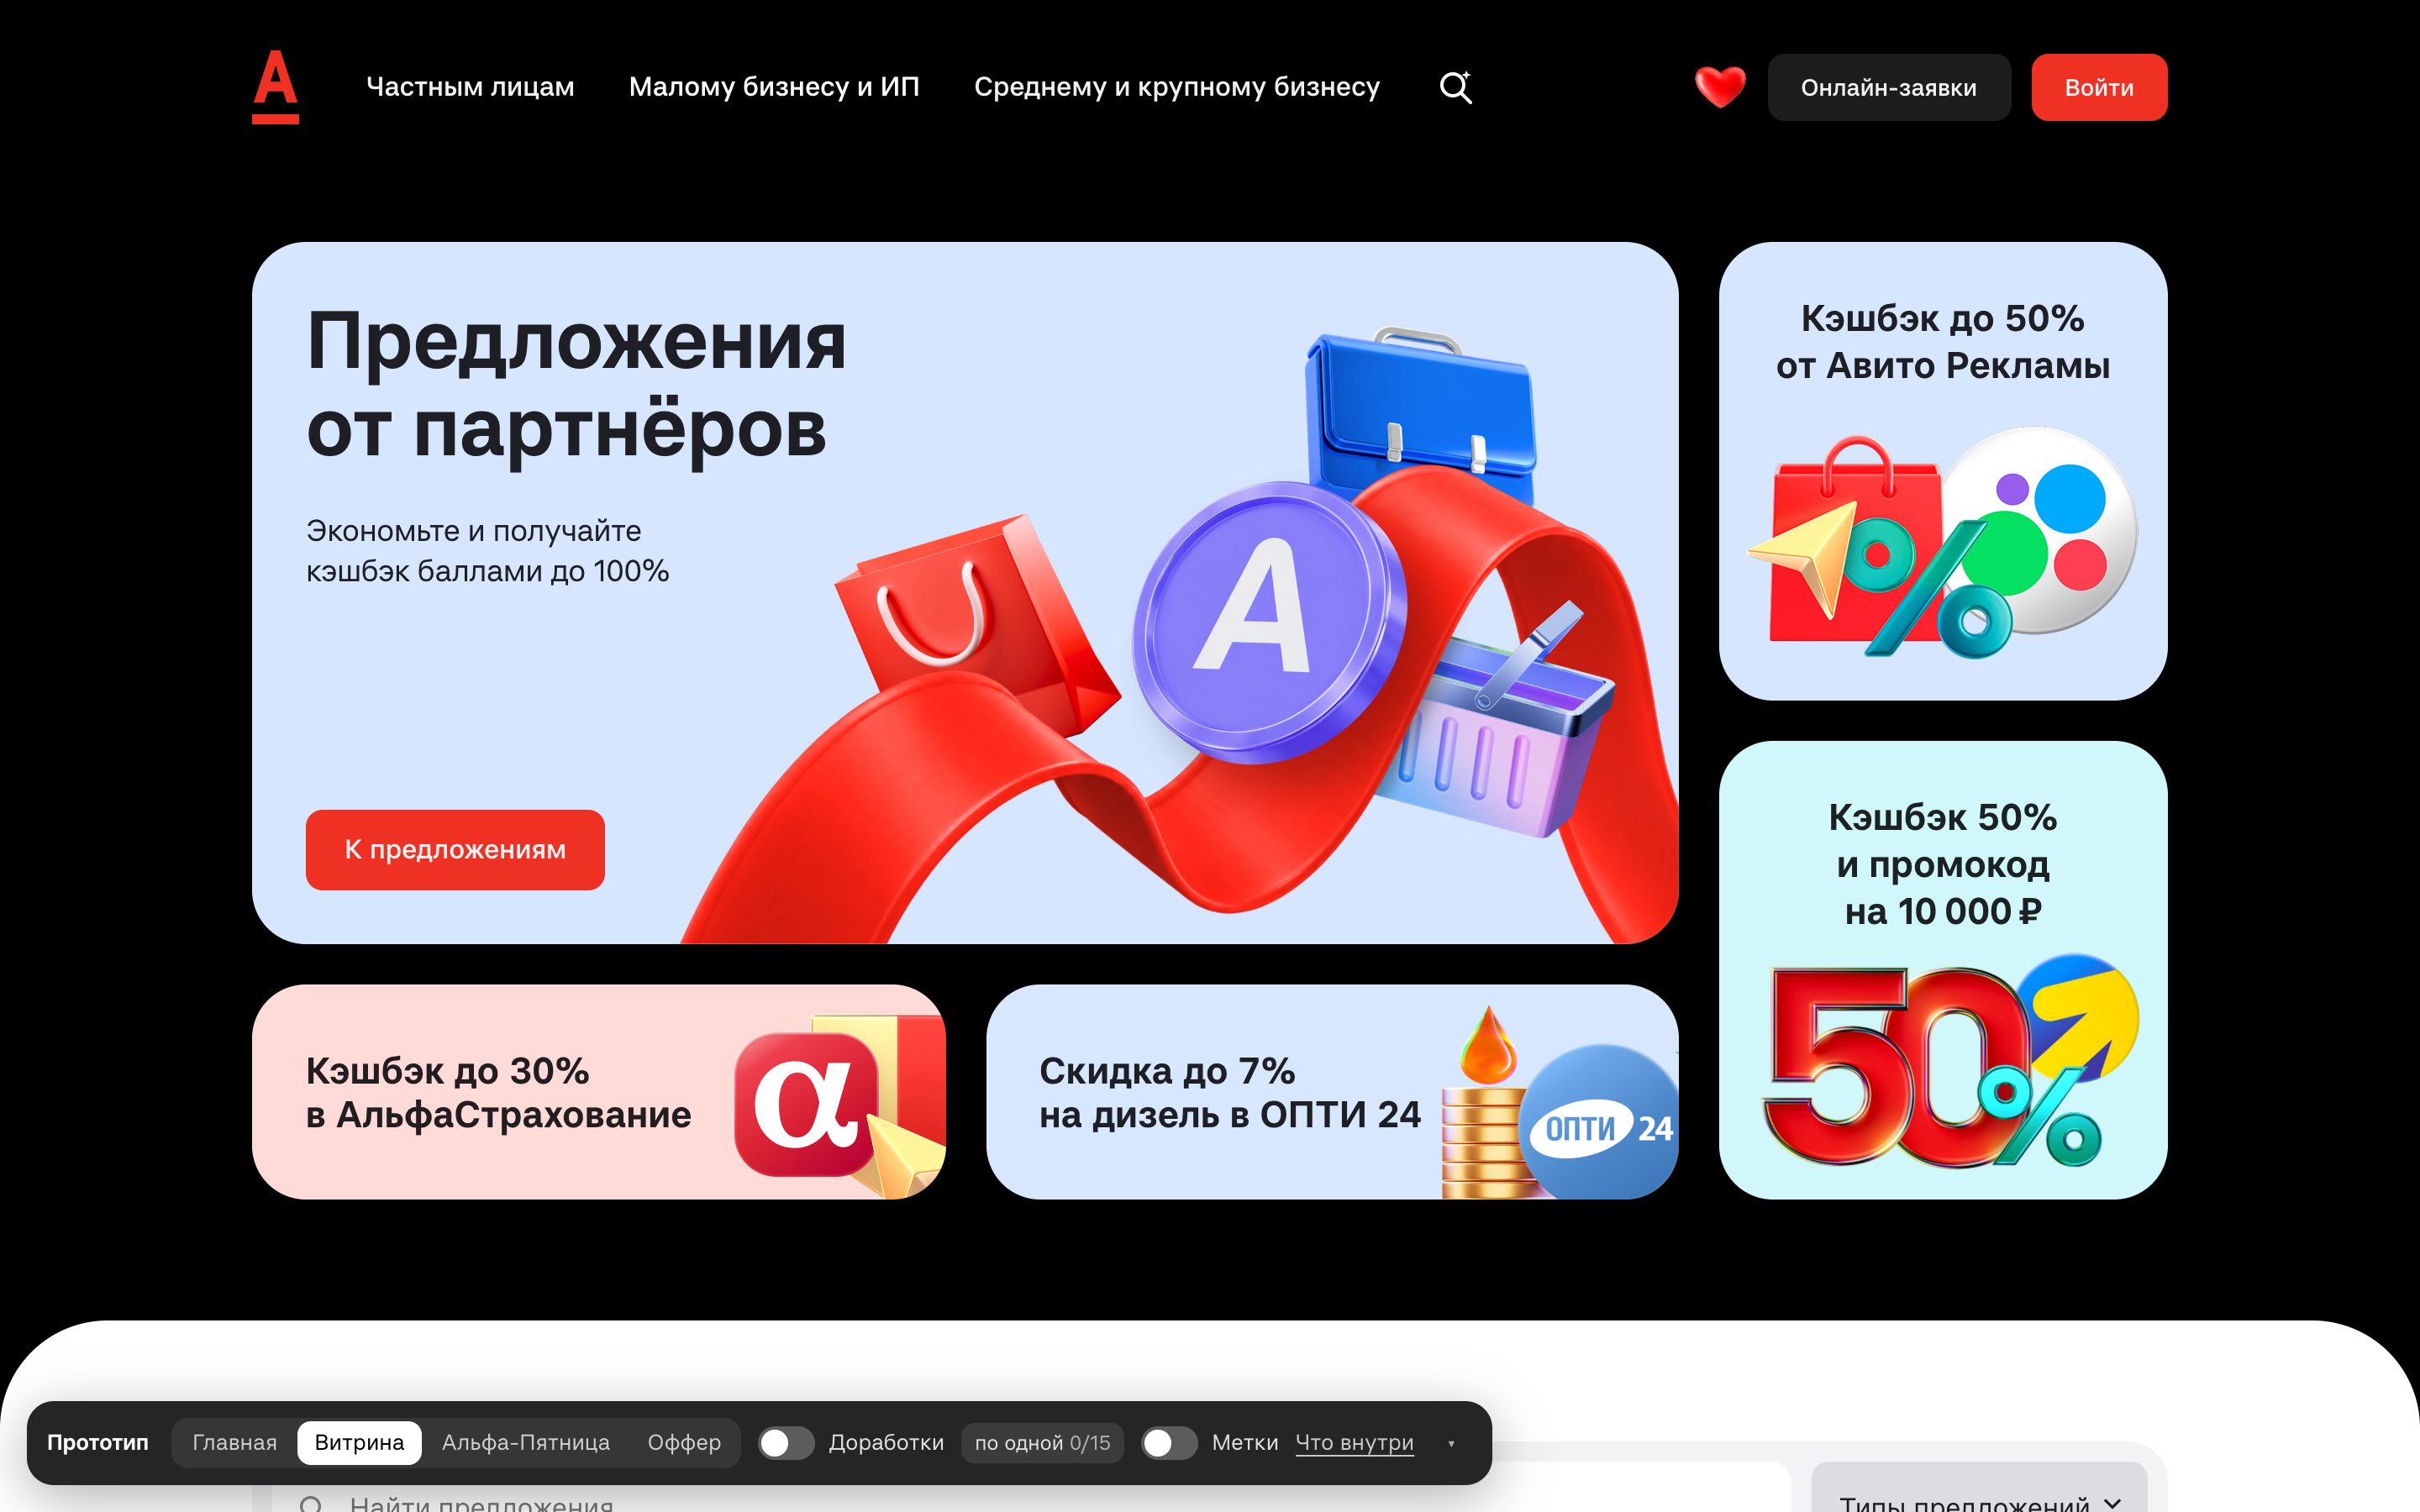 А
Частным лицам
Малому бизнесу и ИП
Среднему и крупному бизнесу
Онлайн-заявки
Войти
Предложения
от партнёров
Экономьте и получайте
кэшбэк баллами до 100%
К предложениям
А
Кэшбэк до 50%
от Авито Рекламы
%
Кэшбэк 50%
и промокод
на 10 000 ₽
50%
Кэшбэк до 30%
в АльфаСтрахование
α
Скидка до 7%
на дизель в ОПТИ 24
ОПТИ 24
Прототип
Главная
Витрина
Альфа-Пятница
Оффер
Доработки
по одной 0/15
Метки
Что внутри
Найти предложения
Типы предложений